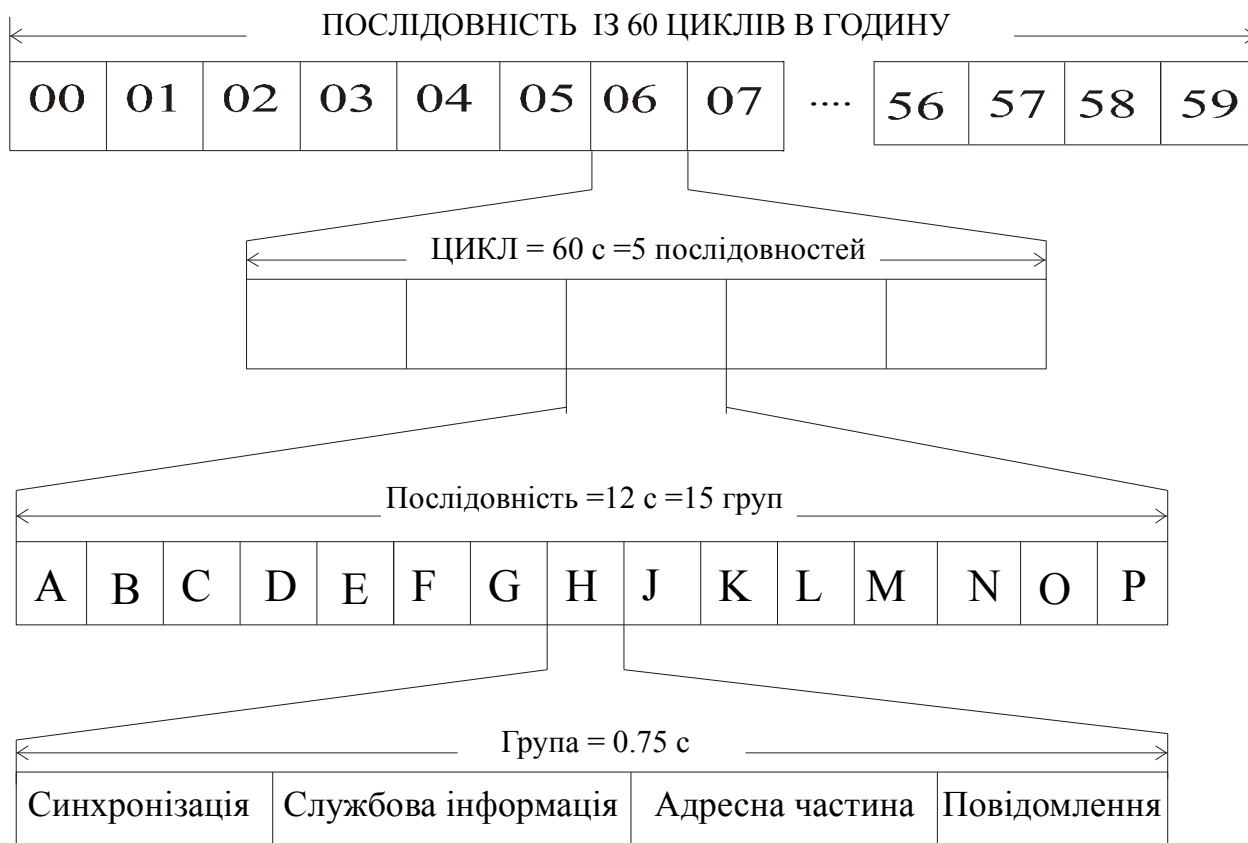 ПОСЛІДОВНІСТЬ ІЗ 60 ЦИКЛІВ В ГОДИНУ
00 01 02 03 04 05 06 07 .... 56 57 58 59
ЦИКЛ = 60 с =5 послідовностей
Послідовність =12 с =15 груп
A B C D E F G H J K L M N O P
Група = 0.75 с
Синхронізація Службова інформація Адресна частина Повідомлення